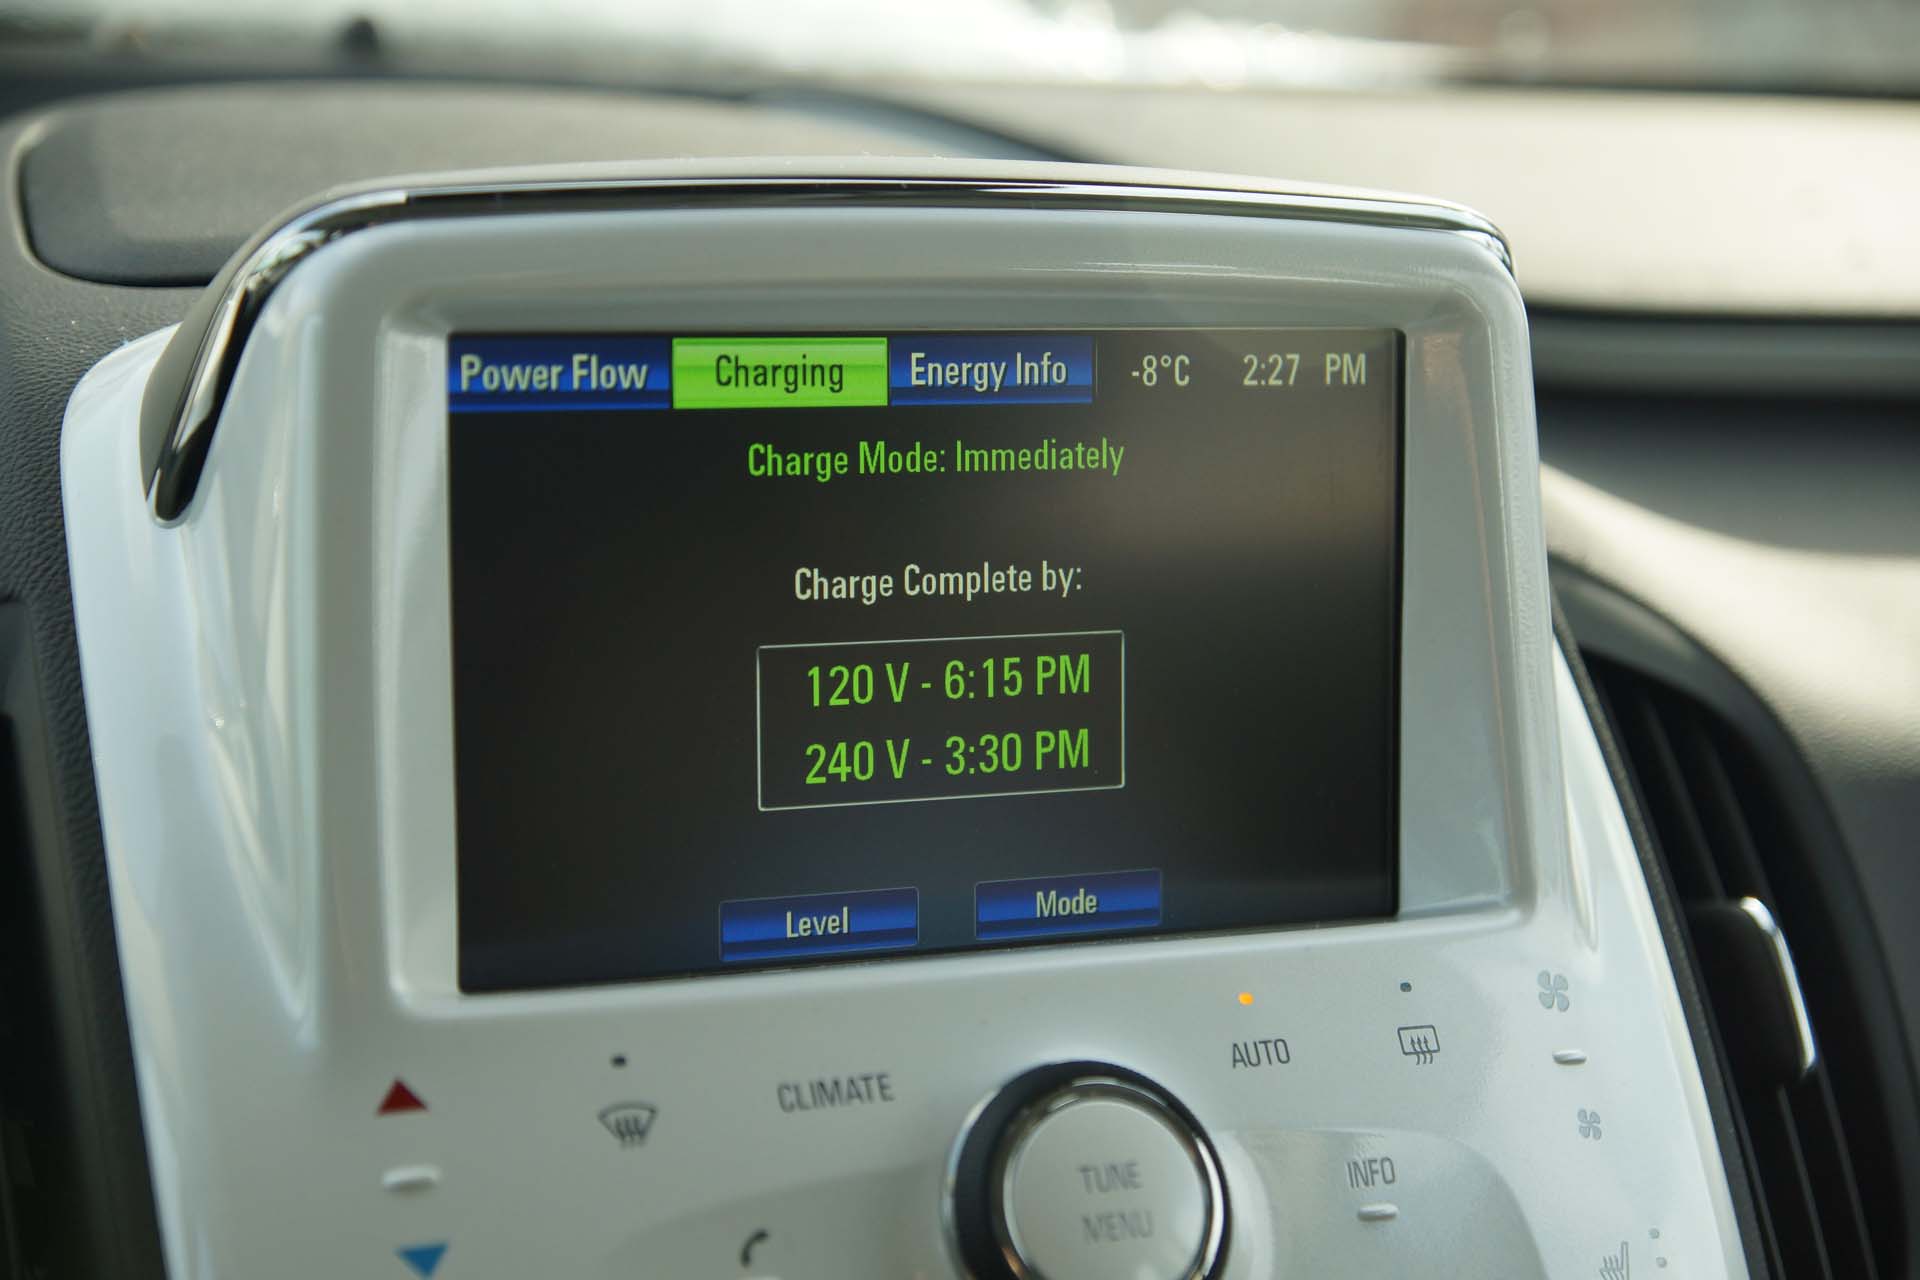 Power Flow Charging Energy Info -8°C 2:27 PM
Charge Mode: Immediately
Charge Complete by:
120 V - 6:15 PM
240 V - 3:30 PM
Level Mode
AUTO
CLIMATE
TUNE
MENU
INFO